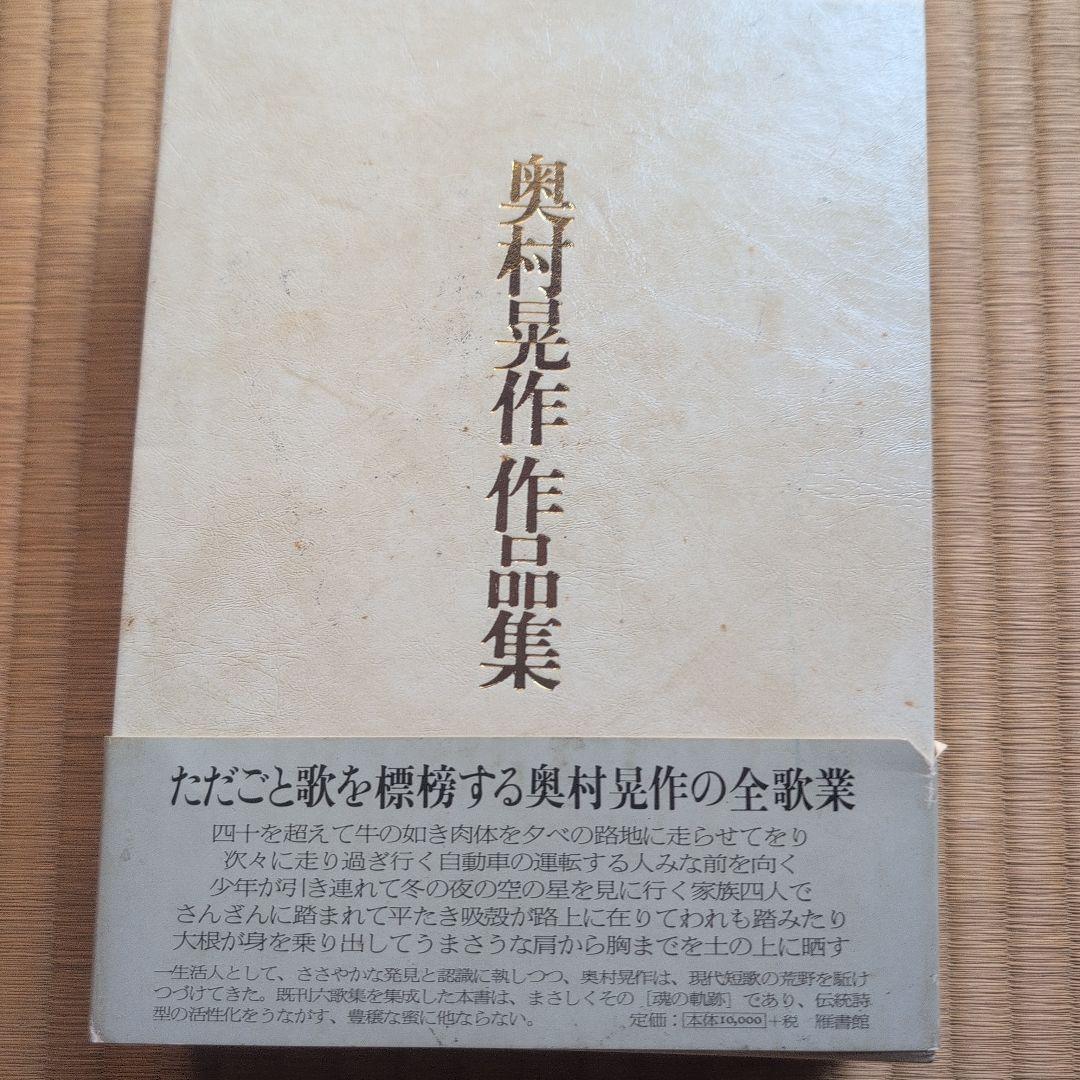 奥村晃作 作品集
ただごと歌を標榜する奥村晃作の全歌業
四十を超えて牛の如き肉体を夕べの路地に走らせてをり
次々に走り過ぎ行く自動車の運転する人みな前を向く
少年が引き連れて冬の夜の空の星を見に行く家族四人で
さんざんに踏まれて平たき吸殻が路上に在りてわれも踏みたり
大根が身を乗り出してうまさうな肩から胸までを土の上に晒す
一生活人として、ささやかな発見と認識に執しつつ、奥村晃作は、現代短歌の荒野を駈け
つづけてきた。既刊六歌集を集成した本書は、まさしくその［魂の軌跡］であり、伝統詩
型の活性化をうながす、豊穣な蜜に他ならない。 定価：［本体10,000］+税 雁書館